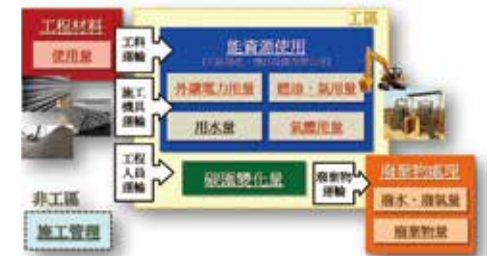 工程材料
使用量
工料
運輸
施工
機具
運輸
工程
人員
運輸
工區
能資源使用
外購電力用量
燃油、氣用量
用水量
氣體用量
碳匯變化量
廢棄物
運輸
廢棄物處理
廢水、廢氣量
廢棄物量
非工區
施工管理